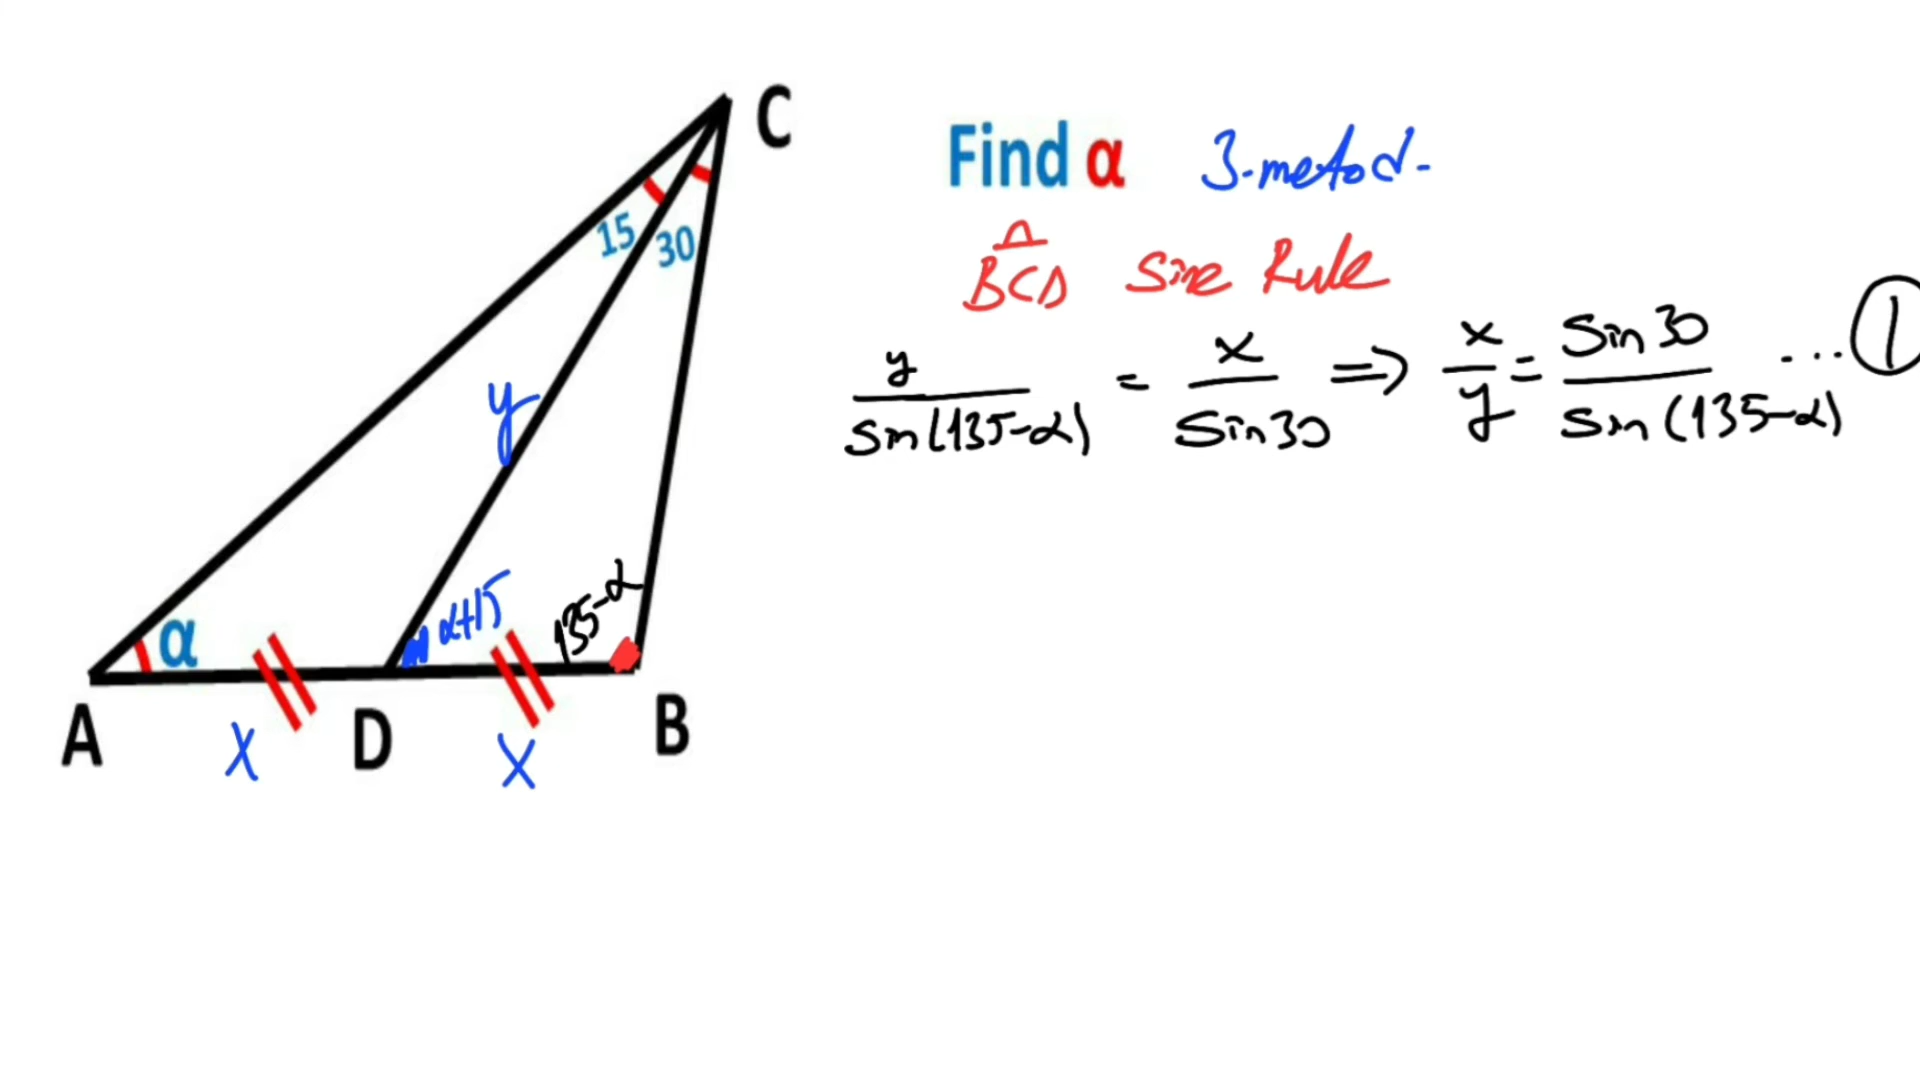 C
Find α 3-metod-
15
30
BCD Sine Rule
y/sin(135-α) = x/sin30 ⇒ x/y = sin30/sin(135-α) .... 1
y
α
α+15
135-α
A
D
B
x
x